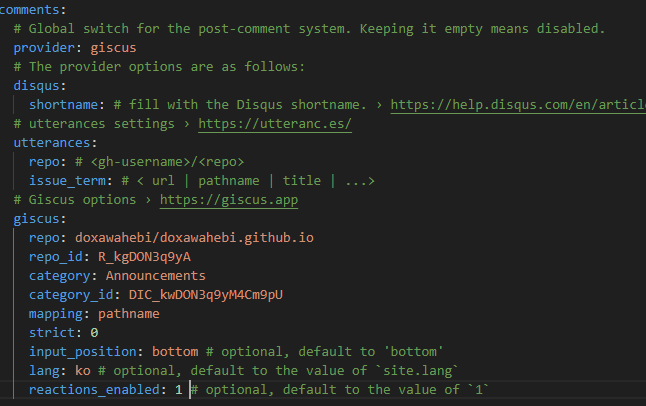 comments:
# Global switch for the post-comment system. Keeping it empty means disabled.
provider: giscus
# The provider options are as follows:
disqus:
shortname: # fill with the Disqus shortname. › https://help.disqus.com/en/article
# utterances settings › https://utteranc.es/
utterances:
repo: # <gh-username>/<repo>
issue_term: # < url | pathname | title | ...>
# Giscus options › https://giscus.app
giscus:
repo: doxawahebi/doxawahebi.github.io
repo_id: R_kgDON3q9yA
category: Announcements
category_id: DIC_kwDON3q9yM4Cm9pU
mapping: pathname
strict: 0
input_position: bottom # optional, default to 'bottom'
lang: ko # optional, default to the value of `site.lang`
reactions_enabled: 1 # optional, default to the value of `1`